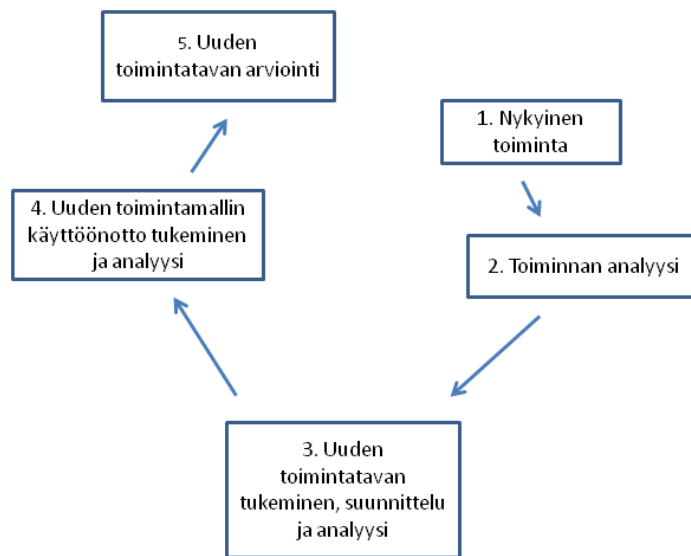 5. Uuden
toimintatavan arviointi
1. Nykyinen
toiminta
4. Uuden toimintamallin
käyttöönotto tukeminen
ja analyysi
2. Toiminnan analyysi
3. Uuden
toimintatavan
tukeminen, suunnittelu
ja analyysi